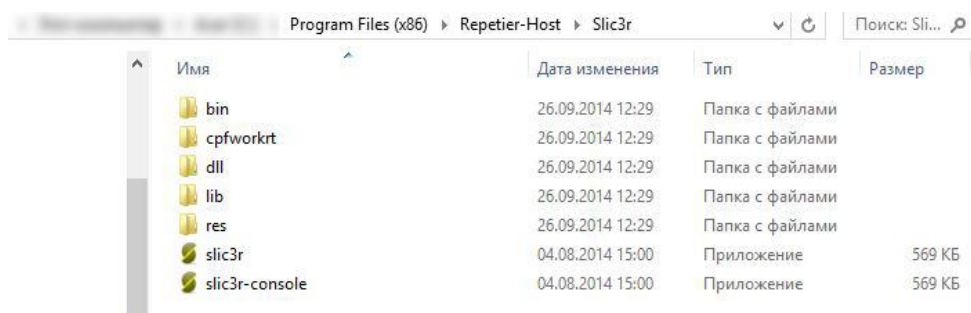 Program Files (x86) Repetier-Host Slic3r Поиск: Sli...
Имя Дата изменения Тип Размер
bin 26.09.2014 12:29 Папка с файлами
cpfworkrt 26.09.2014 12:29 Папка с файлами
dll 26.09.2014 12:29 Папка с файлами
lib 26.09.2014 12:29 Папка с файлами
res 26.09.2014 12:29 Папка с файлами
slic3r 04.08.2014 15:00 Приложение 569 КБ
slic3r-console 04.08.2014 15:00 Приложение 569 КБ